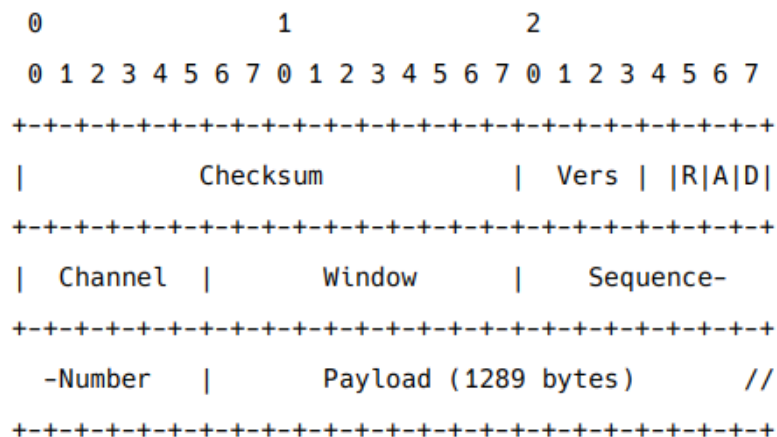 0 1 2
0 1 2 3 4 5 6 7 0 1 2 3 4 5 6 7 0 1 2 3 4 5 6 7
+-+-+-+-+-+-+-+-+-+-+-+-+-+-+-+-+-+-+-+-+-+-+-+-+
| Checksum | Vers | |R|A|D|
+-+-+-+-+-+-+-+-+-+-+-+-+-+-+-+-+-+-+-+-+-+-+-+-+
| Channel | Window | Sequence-
+-+-+-+-+-+-+-+-+-+-+-+-+-+-+-+-+-+-+-+-+-+-+-+-+
-Number | Payload (1289 bytes) //
+-+-+-+-+-+-+-+-+-+-+-+-+-+-+-+-+-+-+-+-+-+-+-+-+